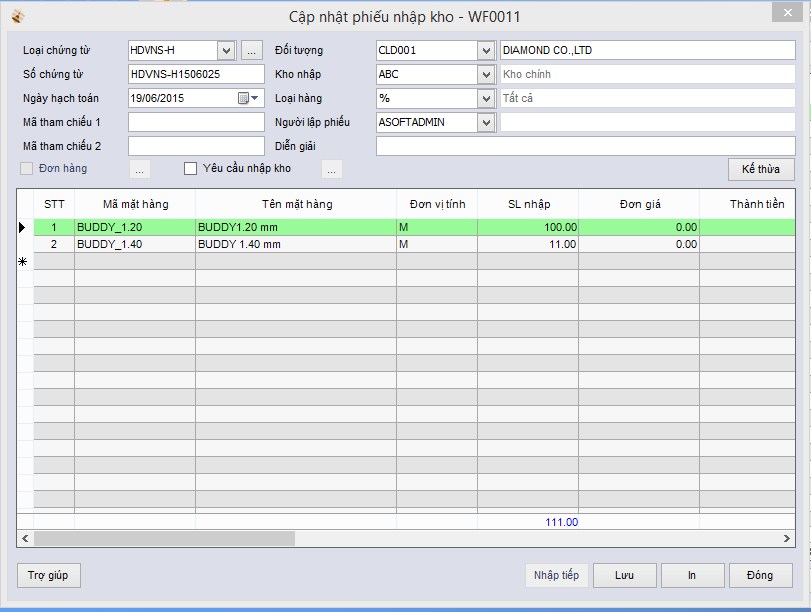 Cập nhật phiếu nhập kho - WF0011
Loại chứng từ HDVNS-H ... Đối tượng CLD001 DIAMOND CO.,LTD
Số chứng từ HDVNS-H1506025 Kho nhập ABC Kho chính
Ngày hạch toán 19/06/2015 Loại hàng % Tất cả
Mã tham chiếu 1 Người lập phiếu ASOFTADMIN
Mã tham chiếu 2 Diễn giải
Đơn hàng ... Yêu cầu nhập kho ... Kế thừa
STT Mã mặt hàng Tên mặt hàng Đơn vị tính SL nhập Đơn giá Thành tiền
1 BUDDY_1.20 BUDDY1.20 mm M 100.00 0.00
2 BUDDY_1.40 BUDDY 1.40 mm M 11.00 0.00
111.00
Trợ giúp Nhập tiếp Lưu In Đóng